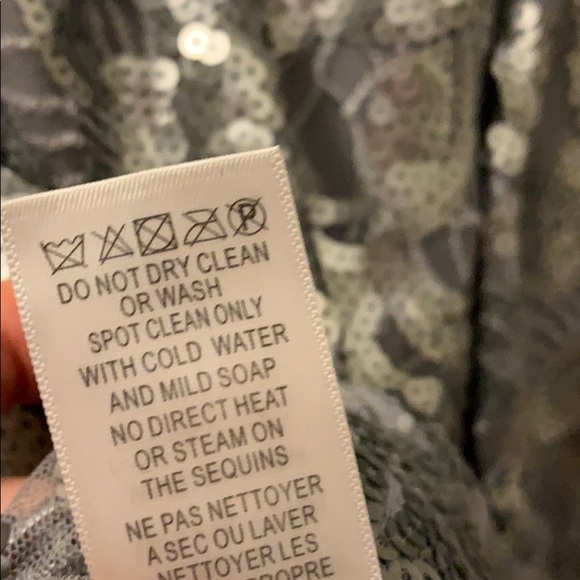 P
DO NOT DRY CLEAN
OR WASH
SPOT CLEAN ONLY
WITH COLD WATER
AND MILD SOAP
NO DIRECT HEAT
OR STEAM ON
THE SEQUINS
NE PAS NETTOYER
A SEC OU LAVER
NETTOYER LES
PROPRE